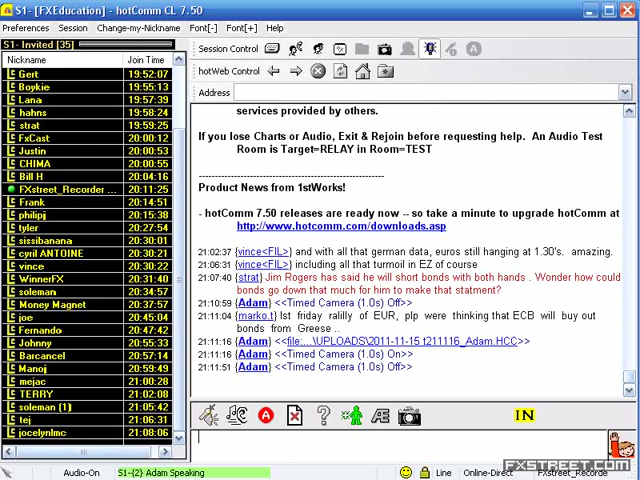 S1- [FXEducation] - hotComm CL 7.50
Preferences Session Change-my-Nickname Font[-] Font[+] Help
S1- Invited [35]
Nickname Join Time
Gert 19:52:07
Boykie 19:55:13
Lana 19:57:39
hahns 19:58:24
strat 19:59:25
FxCast 20:00:12
Justin 20:00:53
CHIMA 20:00:55
Bill H 20:04:16
FXstreet_Recorder ... 20:11:25
Frank 20:14:51
philipj 20:15:38
tyler 20:27:54
sissibanana 20:30:01
cyril ANTOINE 20:30:21
vince 20:30:22
WinnerFX 20:31:40
soleman 20:34:57
Money Magnet 20:37:57
joe 20:45:04
Fernando 20:47:42
Johnny 20:55:33
Barcancel 20:57:14
Manoj 20:59:49
mejac 21:00:28
TERRY 21:02:08
soleman (1) 21:05:42
tej 21:06:31
jocelynlmc 21:08:06
Session Control
hotWeb Control
Address
services provided by others.
If you lose Charts or Audio, Exit & Rejoin before requesting help. An Audio Test
Room is Target=RELAY in Room=TEST
------------------------------------------------------
Product News from 1stWorks!
- hotComm 7.50 releases are ready now -- so take a minute to upgrade hotComm at
http://www.hotcomm.com/downloads.asp
21:02:37 {vince<FIL>} and with all that german data, euros still hanging at 1.30's. amazing.
21:06:31 {vince<FIL>} including all that turmoil in EZ of course
21:07:40 {strat} Jim Rogers has said he will short bonds with both hands . Wonder how could
bonds go down that much for him to make that statment?
21:10:59 {Adam} <<Timed Camera (1.0s) Off>>
21:11:04 {marko.t} lst friday ralilly of EUR, plp were thinking that ECB will buy out
bonds from Greese ..
21:11:16 {Adam} <<file:...\UPLOADS\2011-11-15 t211116_Adam.HCC>>
21:11:16 {Adam} <<Timed Camera (1.0s) On>>
21:11:51 {Adam} <<Timed Camera (1.0s) Off>>
A ? Æ IN
Audio-On S1-{2} Adam Speaking Line Online-Direct FXstreet_Recorde
FXSTREET.COM